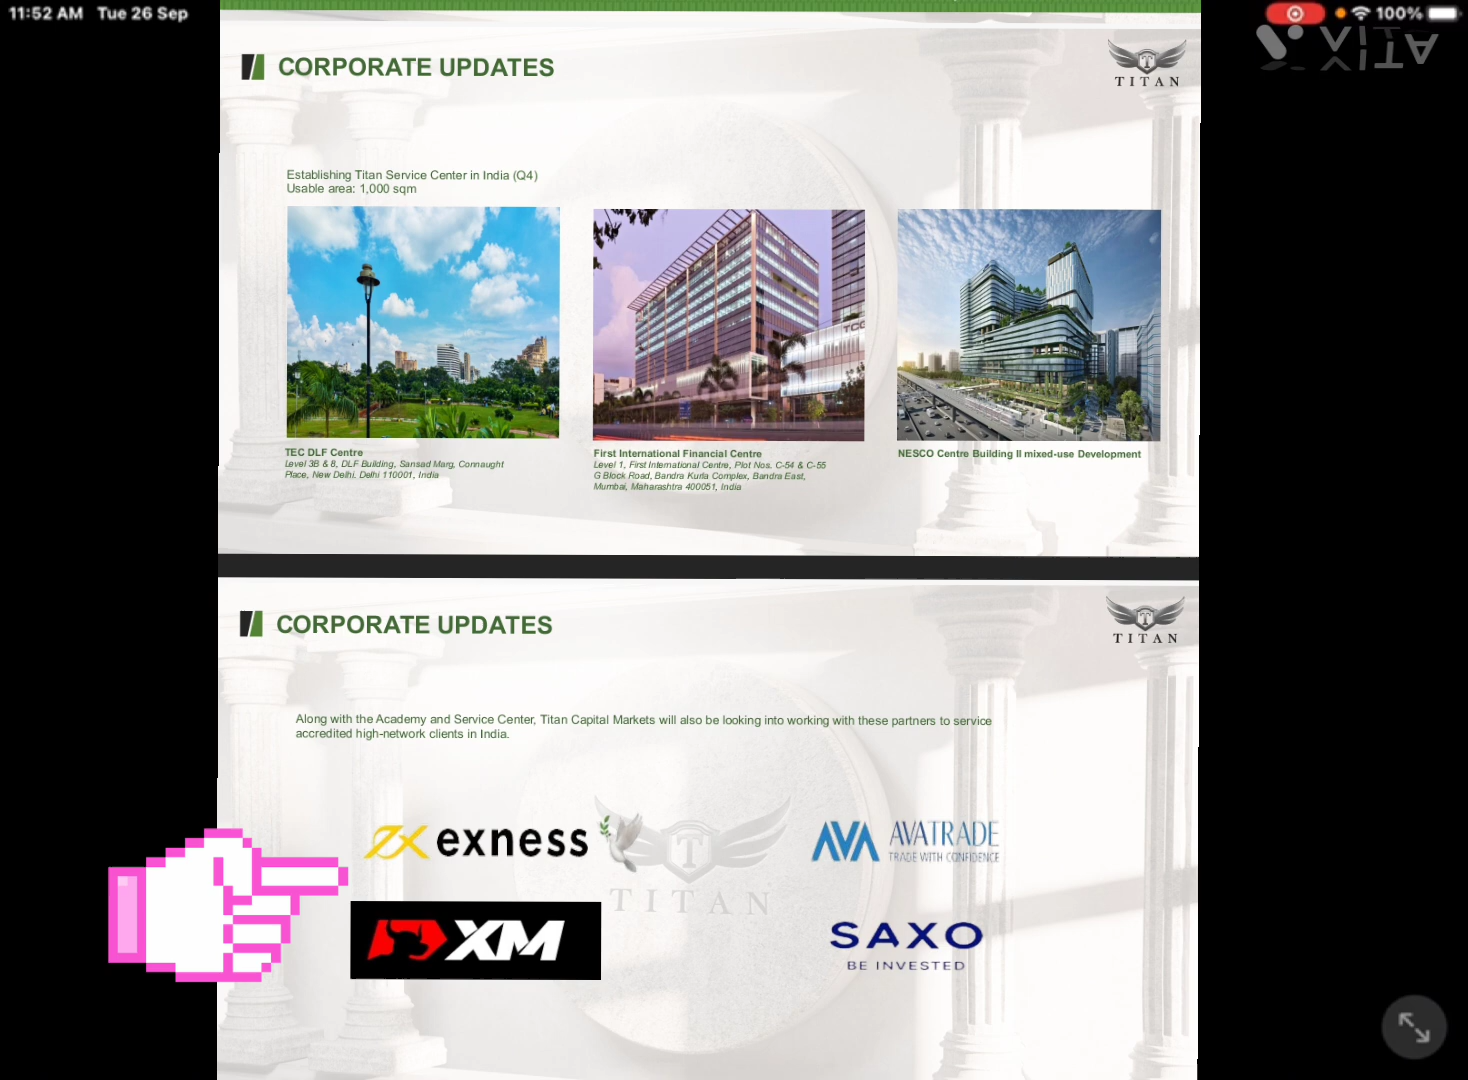 11:52 AM Tue 26 Sep
100%
VITA
CORPORATE UPDATES
TITAN
Establishing Titan Service Center in India (Q4)
Usable area: 1,000 sqm
TCG
TEC DLF Centre
Level 3B & 8, DLF Building, Sansad Marg, Connaught
Place, New Delhi, Delhi 110001, India
First International Financial Centre
Level 1, First International Centre, Plot Nos. C-54 & C-55
G Block Road, Bandra Kurla Complex, Bandra East,
Mumbai, Maharashtra 400051, India
NESCO Centre Building II mixed-use Development
CORPORATE UPDATES
TITAN
Along with the Academy and Service Center, Titan Capital Markets will also be looking into working with these partners to service
accredited high-network clients in India.
exness
AVA AVATRADE
TRADE WITH CONFIDENCE
TITAN
XM
SAXO
BE INVESTED